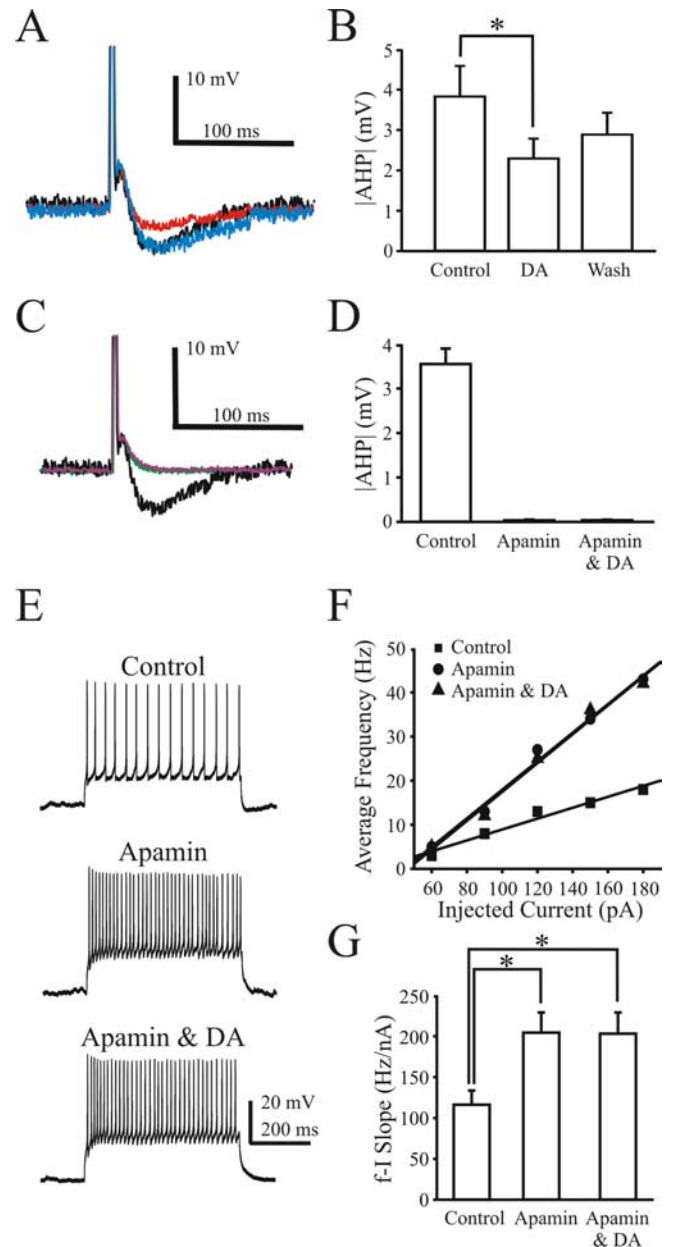 A
10 mV
100 ms
B
*
|AHP| (mV)
5
4
3
2
1
0
Control DA Wash
C
10 mV
100 ms
D
|AHP| (mV)
4
3
2
1
0
Control Apamin Apamin
& DA
E
Control
Apamin
Apamin & DA
20 mV
200 ms
F
Average Frequency (Hz)
50
40
30
20
10
0
Control
Apamin
Apamin & DA
60 80 100 120 140 160 180
Injected Current (pA)
G
*
*
f-I Slope (Hz/nA)
250
200
150
100
50
0
Control Apamin Apamin
& DA